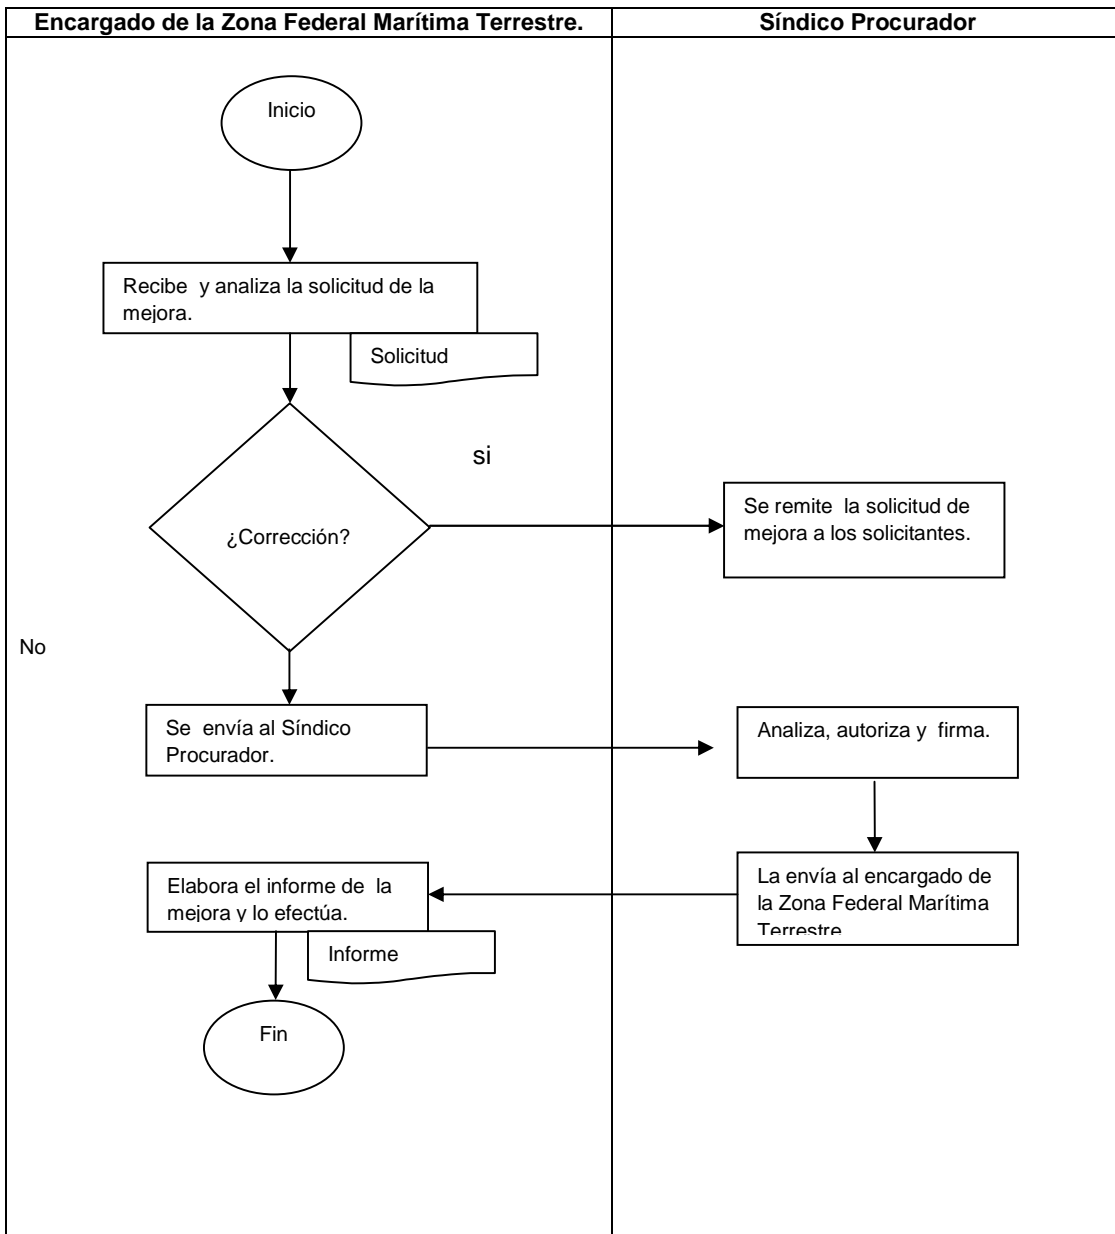 Encargado de la Zona Federal Marítima Terrestre.
Síndico Procurador
Inicio
Recibe y analiza la solicitud de la
mejora.
Solicitud
si
¿Corrección?
Se remite la solicitud de
mejora a los solicitantes.
No
Se envía al Síndico
Procurador.
Analiza, autoriza y firma.
La envía al encargado de
la Zona Federal Marítima
Terrestre
Elabora el informe de la
mejora y lo efectúa.
Informe
Fin